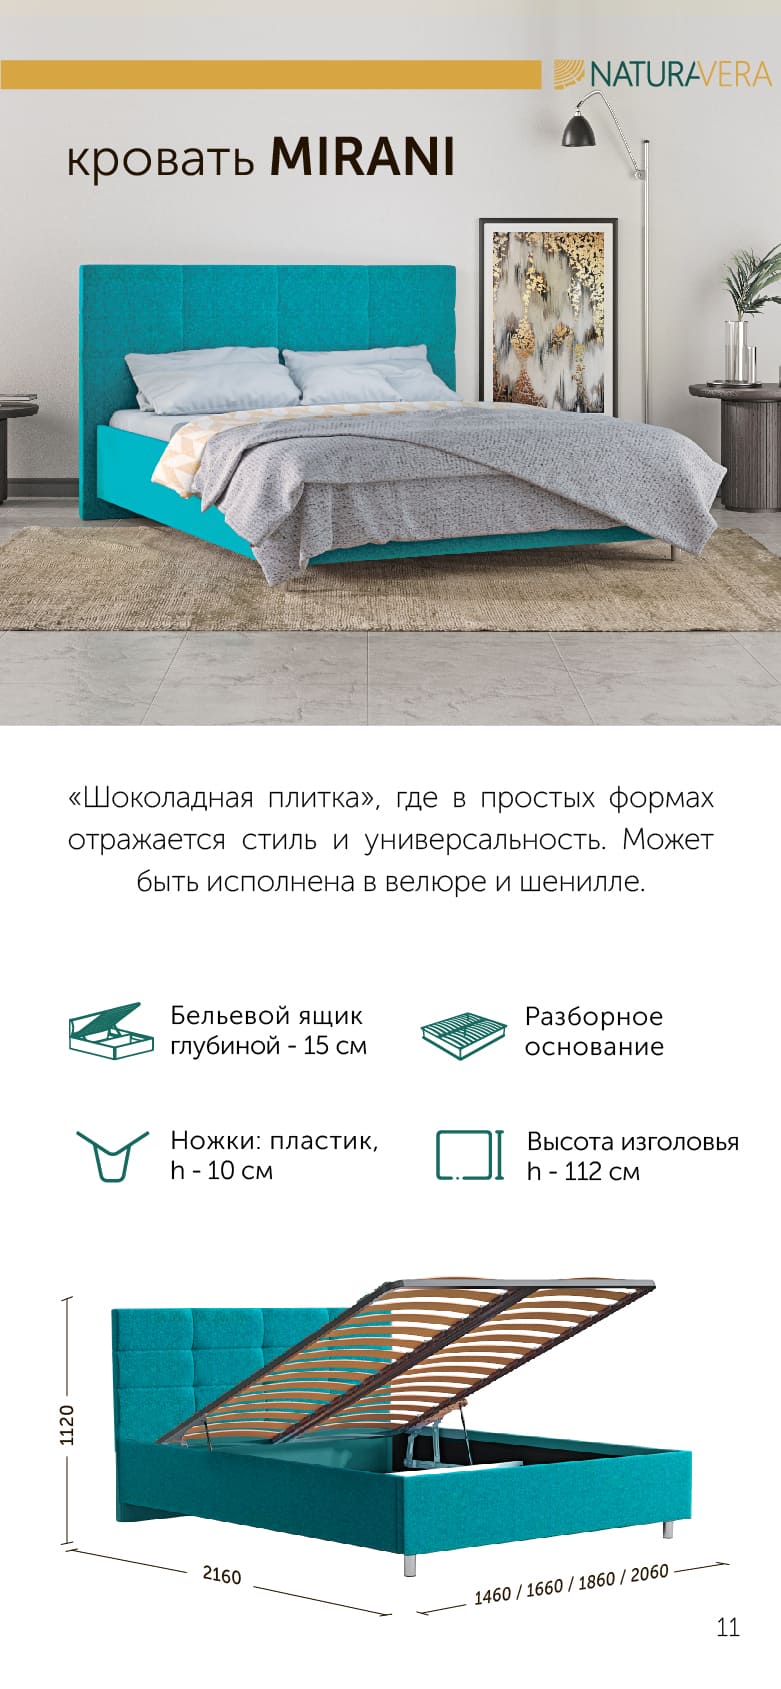 NATURAVERA
кровать MIRANI
«Шоколадная плитка», где в простых формах
отражается стиль и универсальность. Может
быть исполнена в велюре и шенилле.
Бельевой ящик
глубиной - 15 см
Разборное
основание
Ножки: пластик,
h - 10 см
Высота изголовья
h - 112 см
1120
2160
1460 / 1660 / 1860 / 2060
11